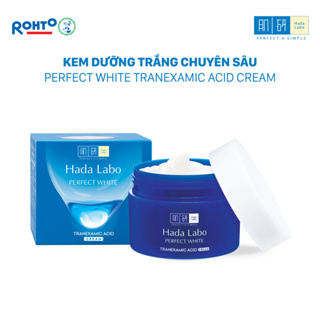 ROHTO
肌研
PERFECT × SIMPLE
Hada
Labo
KEM DƯỠNG TRẮNG CHUYÊN SÂU
PERFECT WHITE TRANEXAMIC ACID CREAM
肌研
Hada Labo
PERFECT WHITE
TRANEXAMIC ACID
CREAM
肌研
Hada Labo
PERFECT WHITE
TRANEXAMIC ACID CREAM